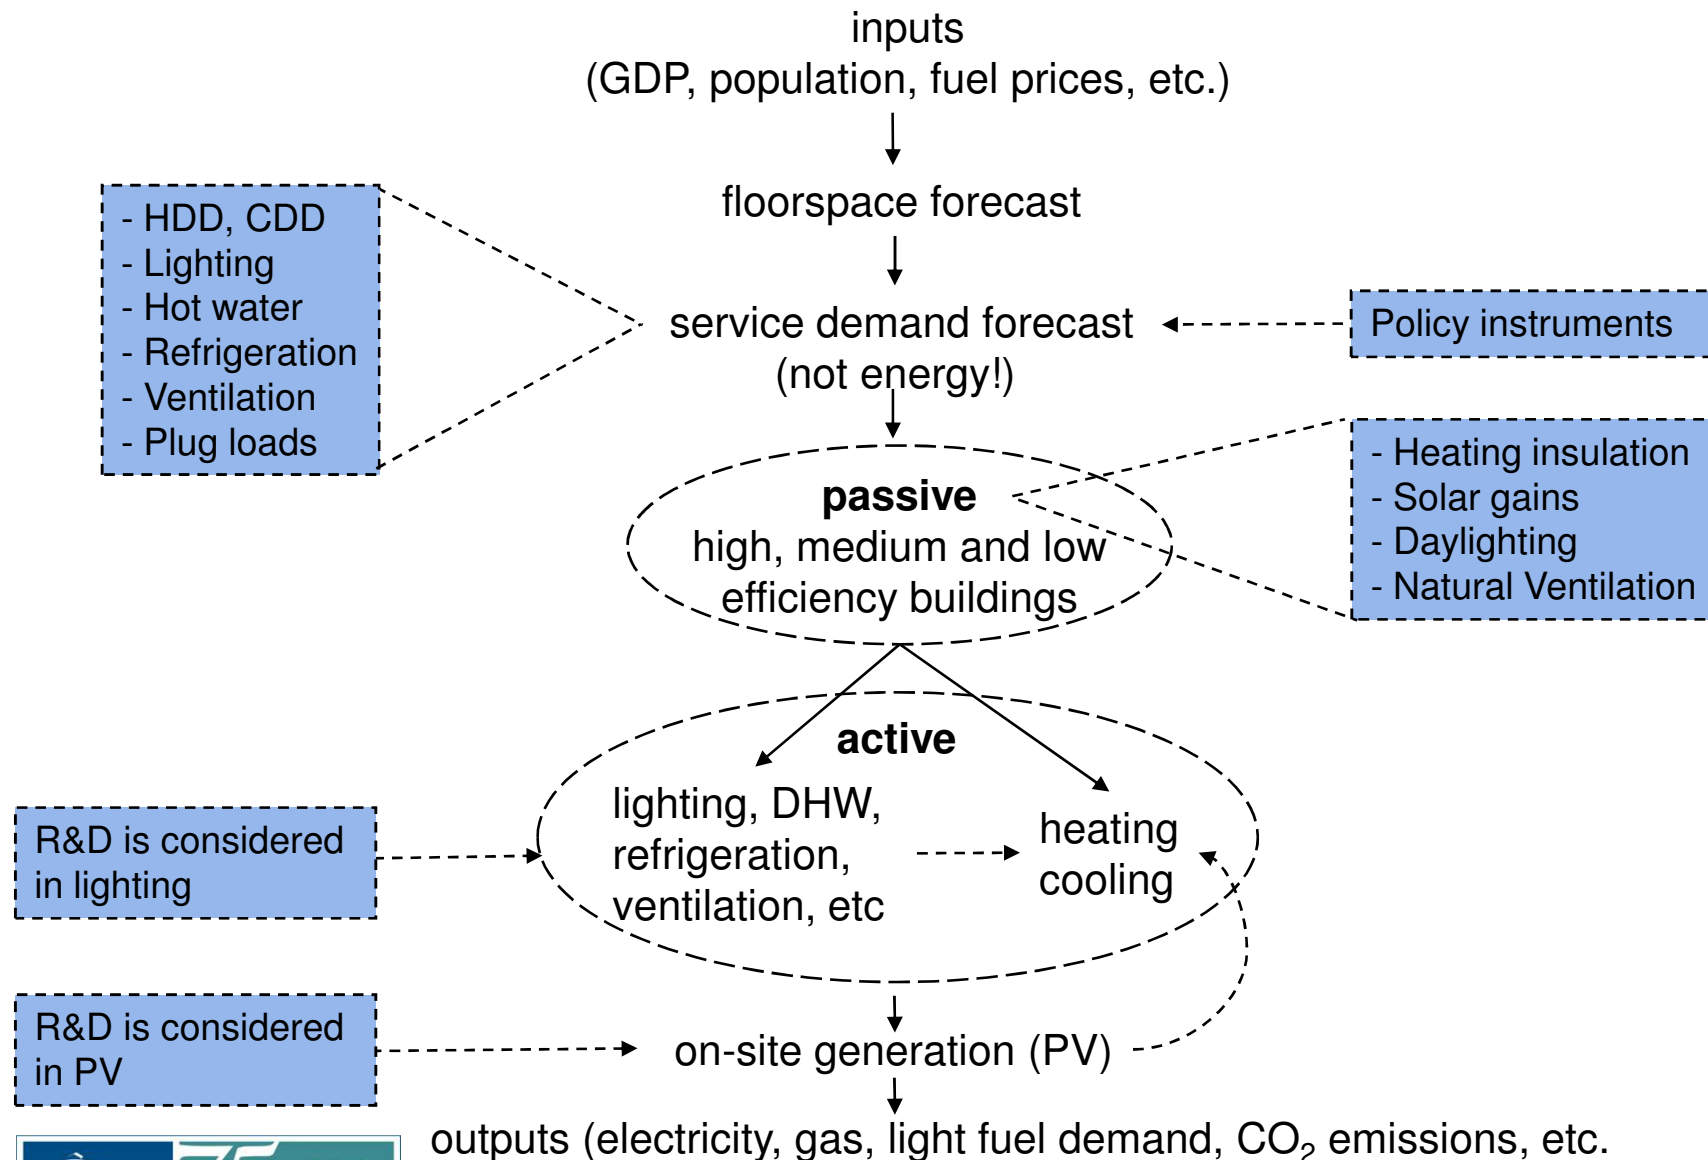 inputs
(GDP, population, fuel prices, etc.)
floorspace forecast
- HDD, CDD
- Lighting
- Hot water
- Refrigeration
- Ventilation
- Plug loads
service demand forecast
(not energy!)
Policy instruments
passive
high, medium and low
efficiency buildings
- Heating insulation
- Solar gains
- Daylighting
- Natural Ventilation
active
lighting, DHW,
refrigeration,
ventilation, etc
heating
cooling
R&D is considered
in lighting
R&D is considered
in PV
on-site generation (PV)
outputs (electricity, gas, light fuel demand, CO₂ emissions, etc.